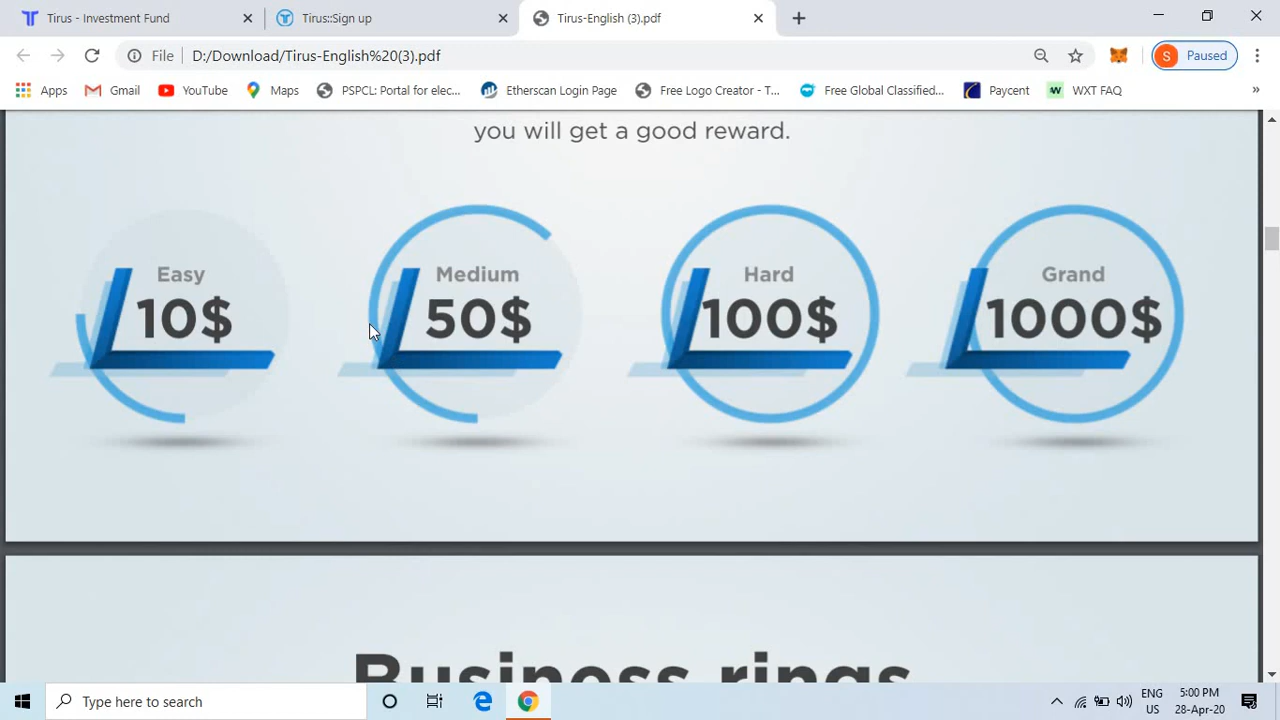 Tirus - Investment Fund
Tirus::Sign up
Tirus-English (3).pdf
File D:/Download/Tirus-English%20(3).pdf
S Paused
Apps Gmail YouTube Maps PSPCL: Portal for elec... Etherscan Login Page Free Logo Creator - T... Free Global Classified... Paycent WXT FAQ »
you will get a good reward.
Easy
10$
Medium
50$
Hard
100$
Grand
1000$
Business rings
Type here to search
ENG
US
5:00 PM
28-Apr-20